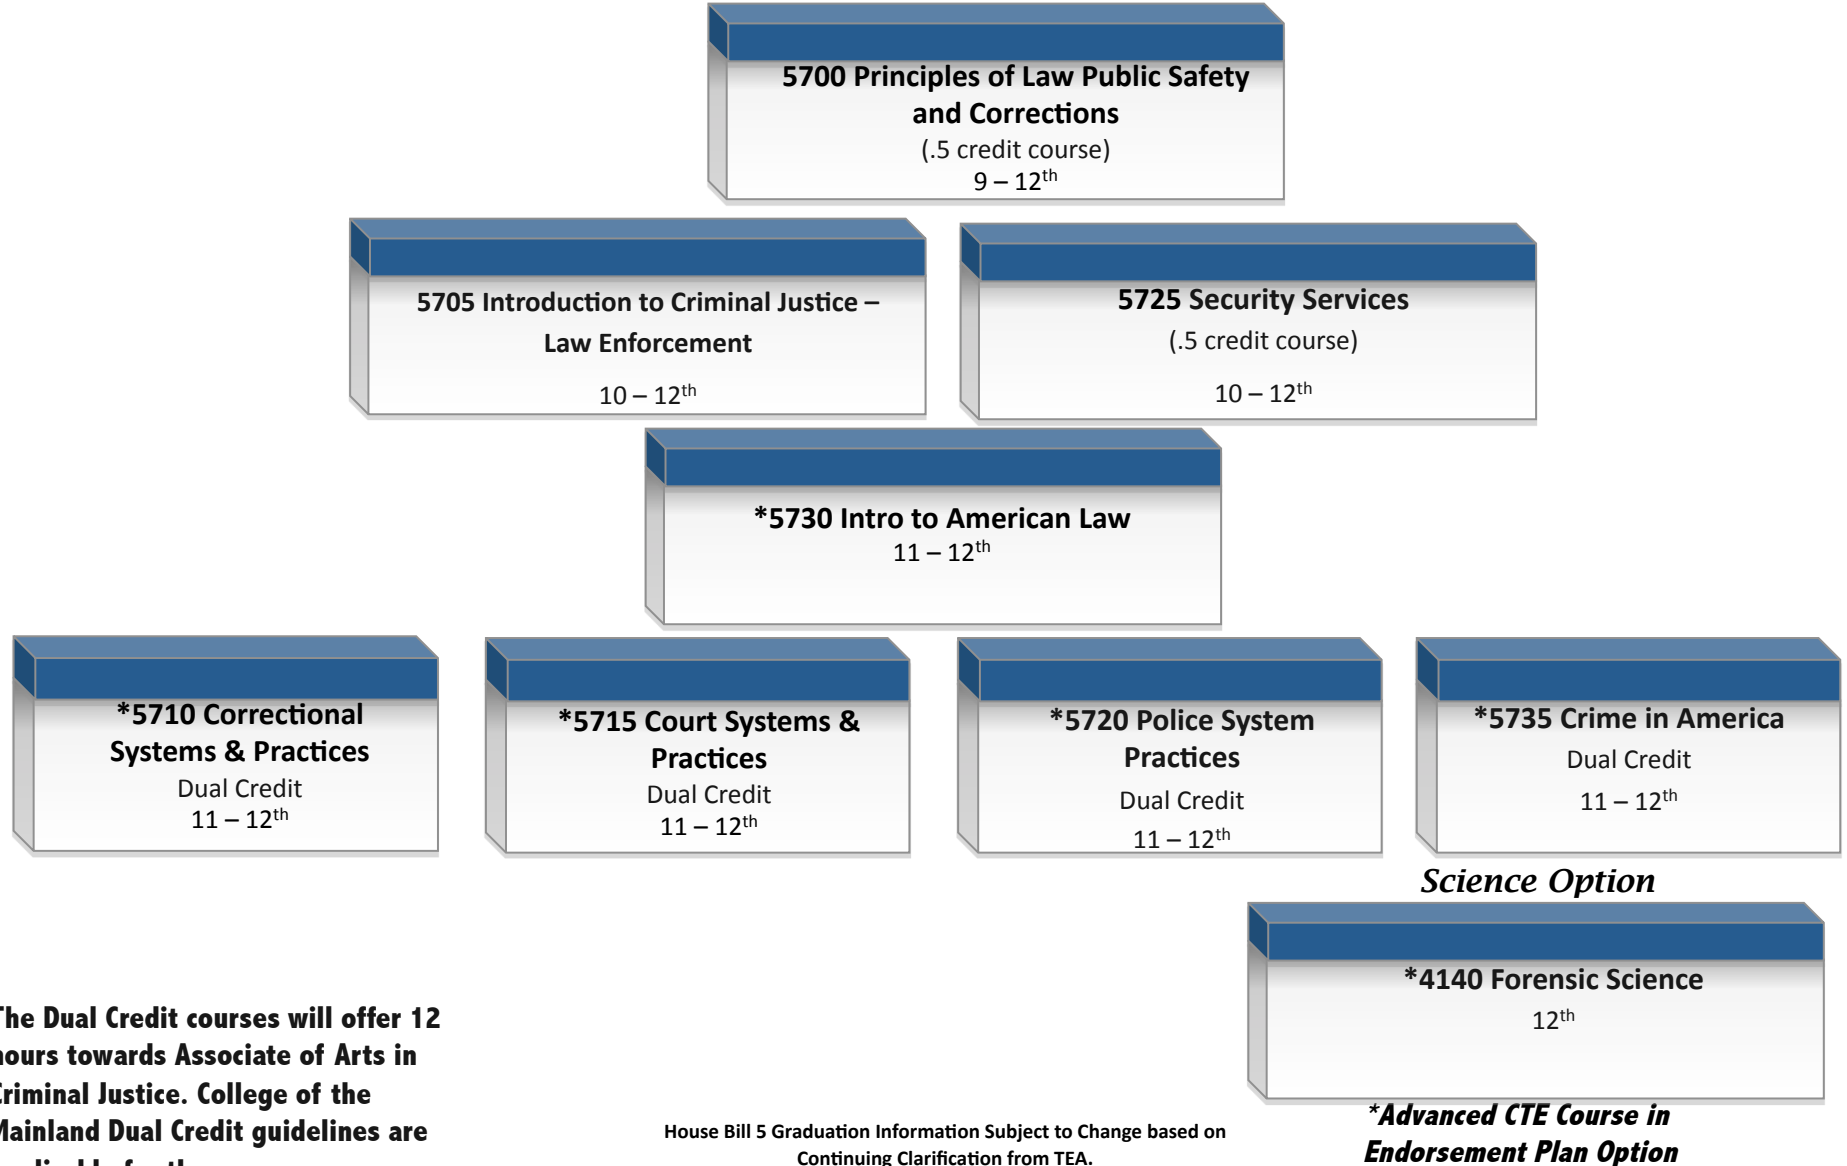 5700 Principles of Law Public Safety
and Corrections
(.5 credit course)
9 – 12th
5705 Introduction to Criminal Justice –
Law Enforcement
10 – 12th
5725 Security Services
(.5 credit course)
10 – 12th
*5730 Intro to American Law
11 – 12th
*5710 Correctional
Systems & Practices
Dual Credit
11 – 12th
*5715 Court Systems &
Practices
Dual Credit
11 – 12th
*5720 Police System
Practices
Dual Credit
11 – 12th
*5735 Crime in America
Dual Credit
11 – 12th
Science Option
*4140 Forensic Science
12th
The Dual Credit courses will offer 12
hours towards Associate of Arts in
Criminal Justice. College of the
Mainland Dual Credit guidelines are
House Bill 5 Graduation Information Subject to Change based on
Continuing Clarification from TEA.
*Advanced CTE Course in
Endorsement Plan Option